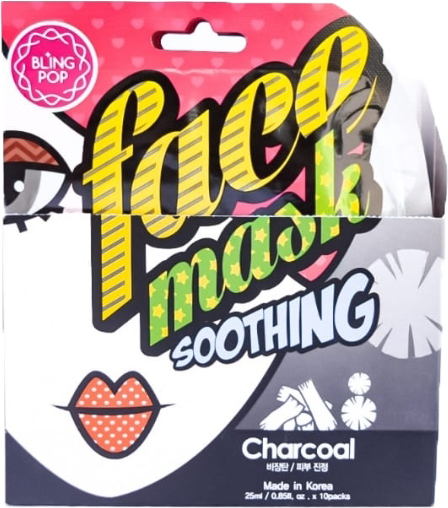 BLING
POP
face
mask
SOOTHING
Charcoal
비장탄 / 피부 진정
Made in Korea
25ml / 0.85fl. oz . x 10packs